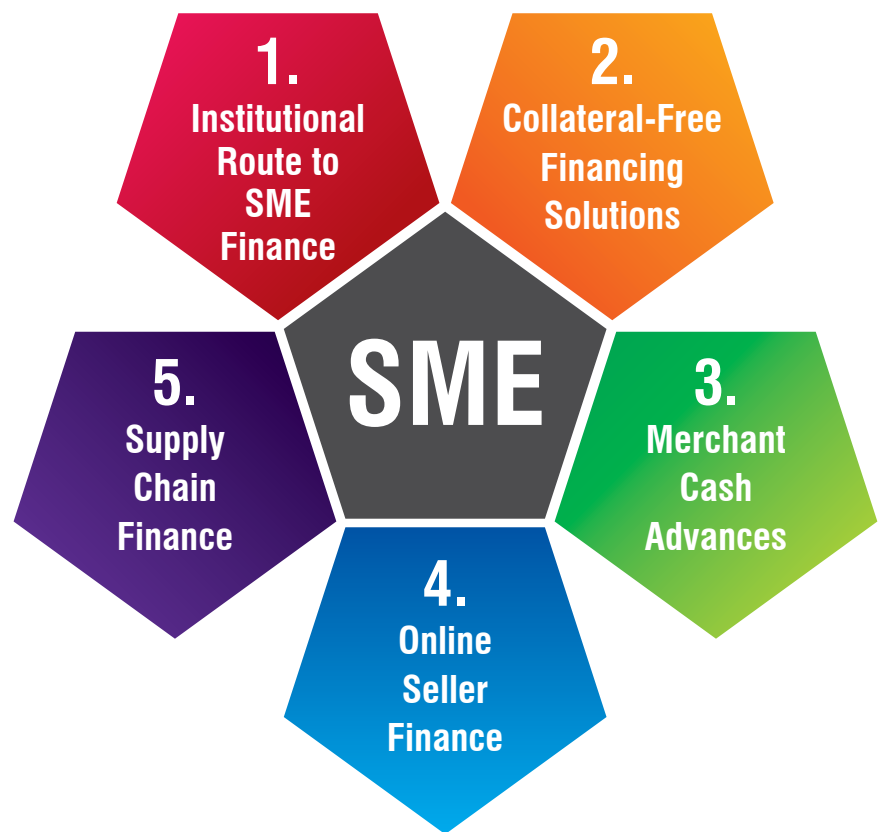 1.
Institutional
Route to
SME
Finance
2.
Collateral-Free
Financing
Solutions
SME
3.
Merchant
Cash
Advances
4.
Online
Seller
Finance
5.
Supply
Chain
Finance